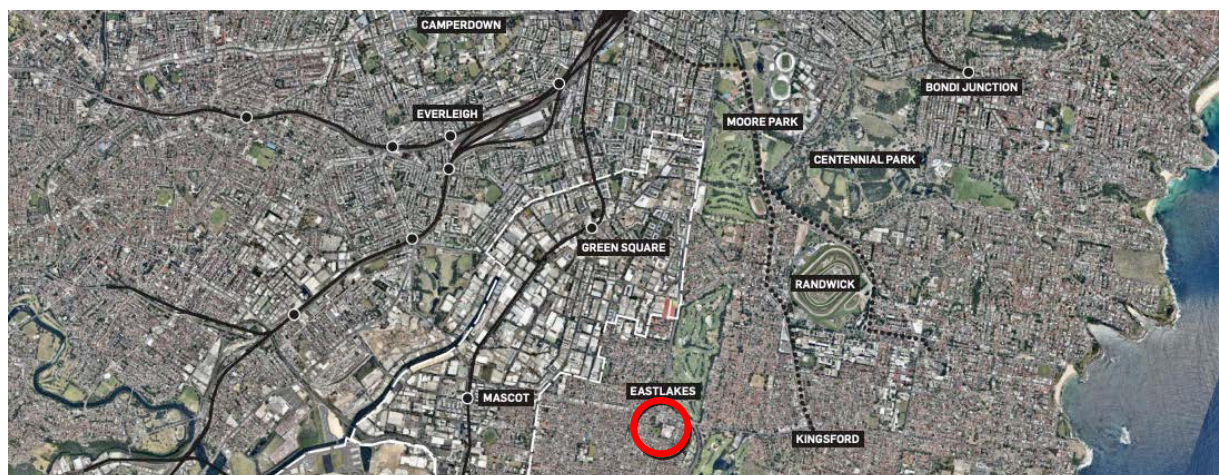 CAMPERDOWN
BONDI JUNCTION
EVERLEIGH
MOORE PARK
CENTENNIAL PARK
GREEN SQUARE
RANDWICK
EASTLAKES
MASCOT
KINGSFORD